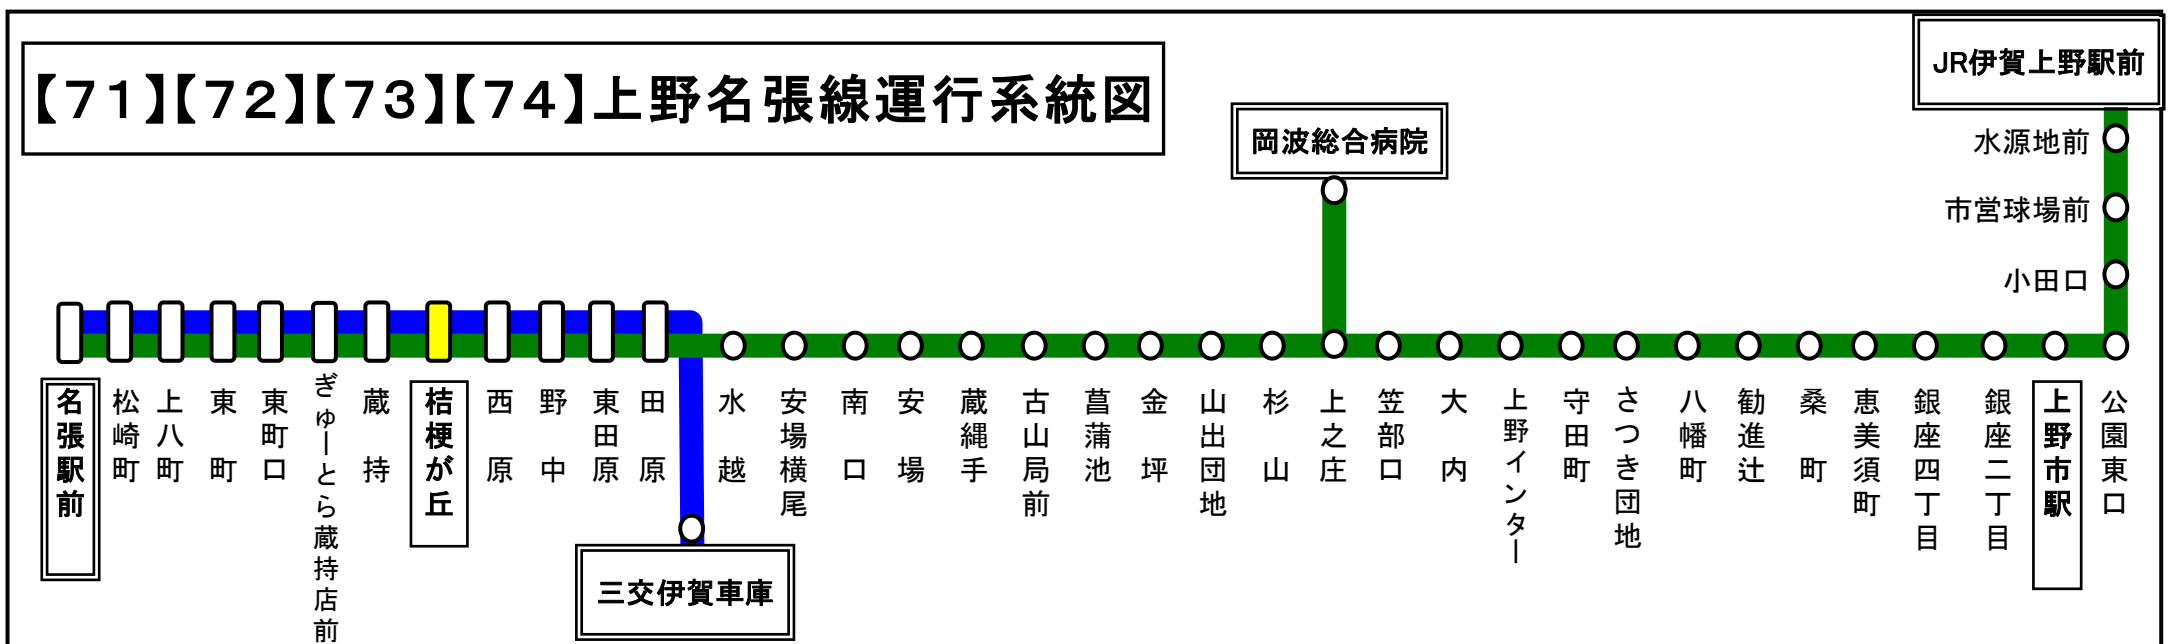 【71】【72】【73】【74】上野名張線運行系統図
JR伊賀上野駅前
岡波総合病院
水源地前
市営球場前
小田口
名張駅前
松崎町
上八町
東町
東町口
ぎゅーとら蔵持店前
蔵持
桔梗が丘
西原
野中
東田原
田原
水越
安場横尾
南口
安場
蔵縄手
古山局前
菖蒲池
金坪
山出団地
杉山
上之庄
笠部口
大内
上野インター
守田町
さつき団地
八幡町
勧進辻
桑町
恵美須町
銀座四丁目
銀座二丁目
上野市駅
公園東口
三交伊賀車庫